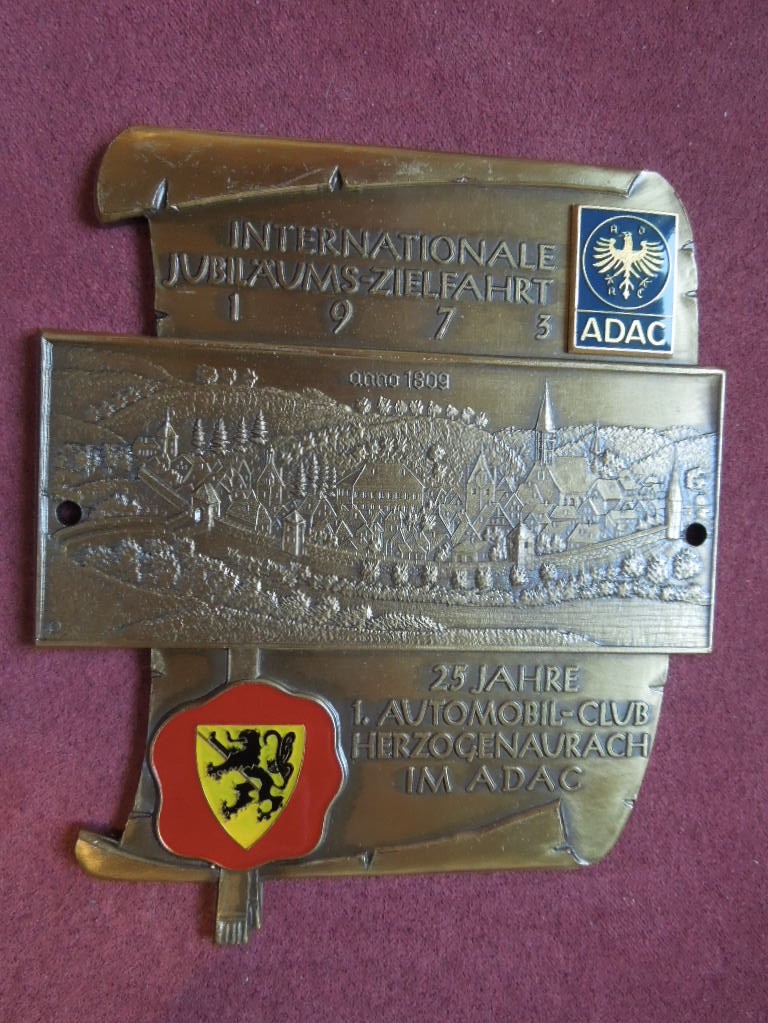 INTERNATIONALE
JUBILÄUMS-ZIELFAHRT
1 9 7 3
ADAC
anno 1809
25 JAHRE
1. AUTOMOBIL-CLUB
HERZOGENAURACH
IM ADAC